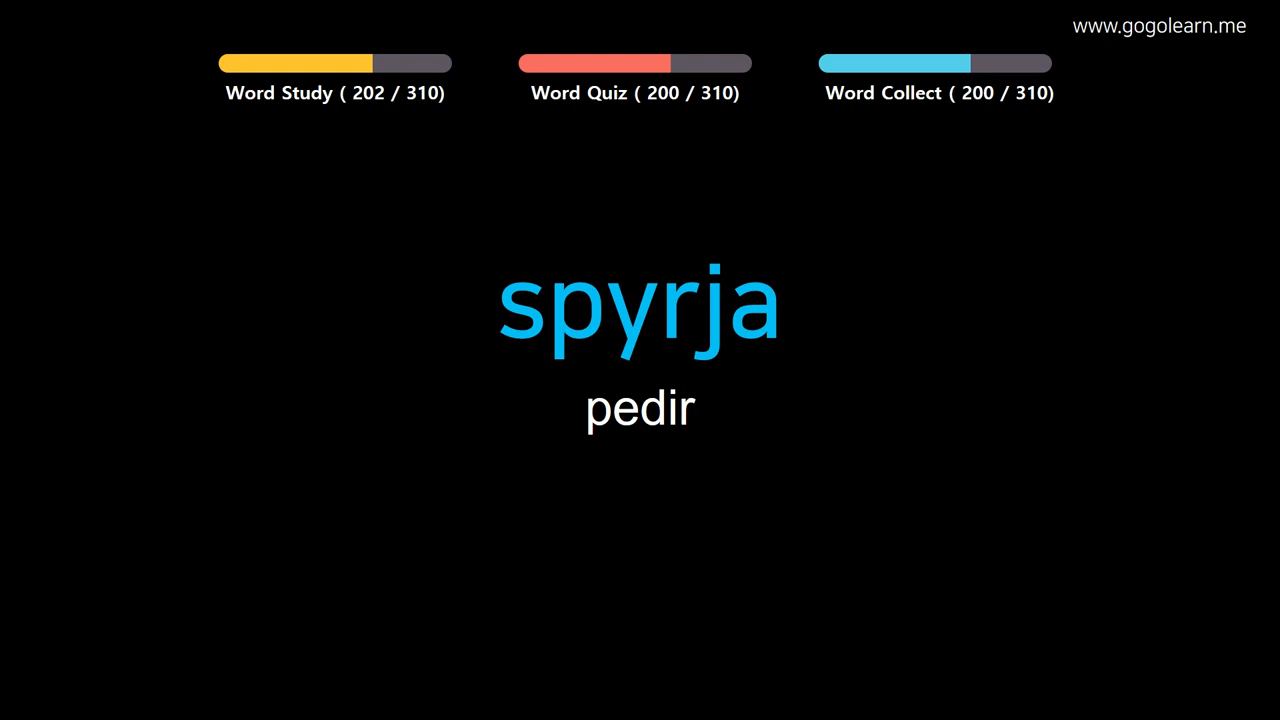 www.gogolearn.me
Word Study ( 202 / 310)
Word Quiz ( 200 / 310)
Word Collect ( 200 / 310)
spyrja
pedir